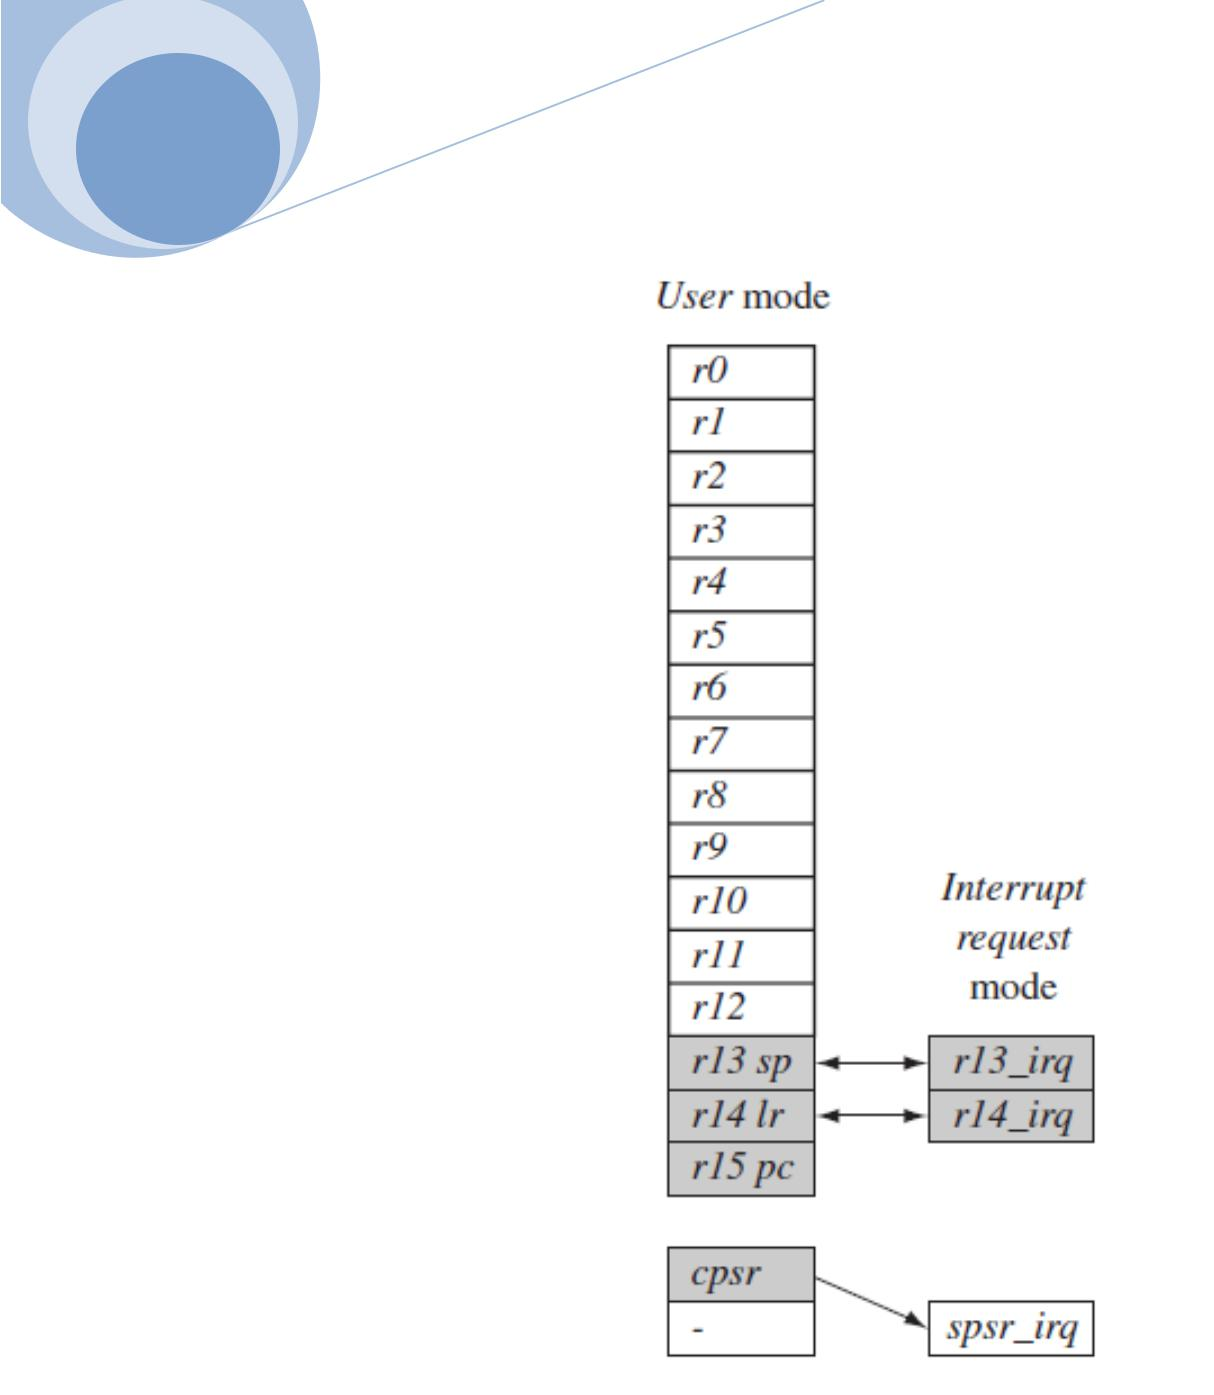 User mode
r0
r1
r2
r3
r4
r5
r6
r7
r8
r9
r10
r11
r12
r13 sp
r14 lr
r15 pc
cpsr
-
Interrupt
request
mode
r13_irq
r14_irq
spsr_irq